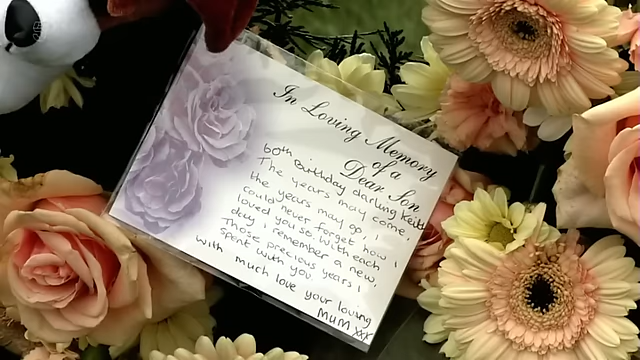 In Loving Memory
of a
Dear Son
60th Birthday darling Keith
The years may come,
the years may go,
could never forget how I
loved you so. With each
day I remember a new,
Those precious years I
spent with you
with much love your loving
MUM xxx